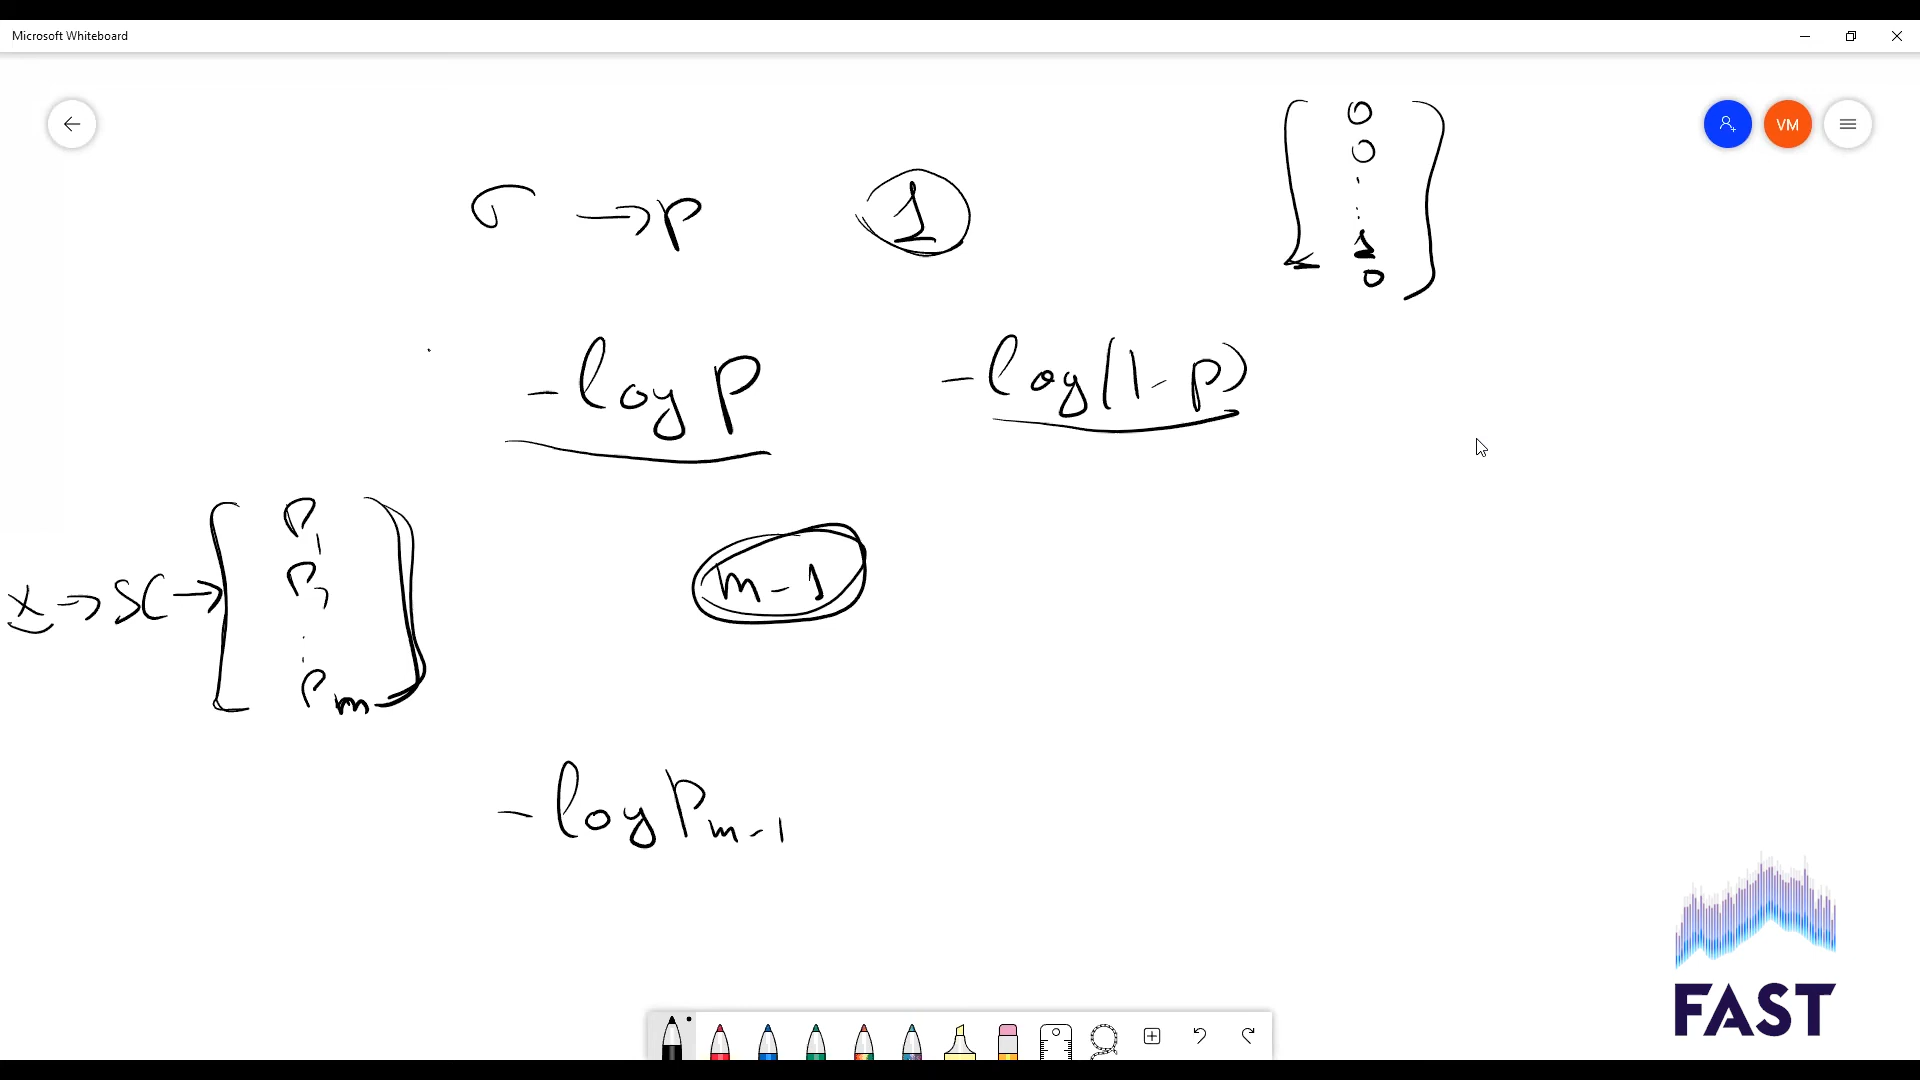 Microsoft Whiteboard
VM
σ → p
1
0
0
.
..
1
0
-log p
-log(1-p)
x → SC →
P1
P2
.
.
Pm
m-1
-log Pm-1
FAST